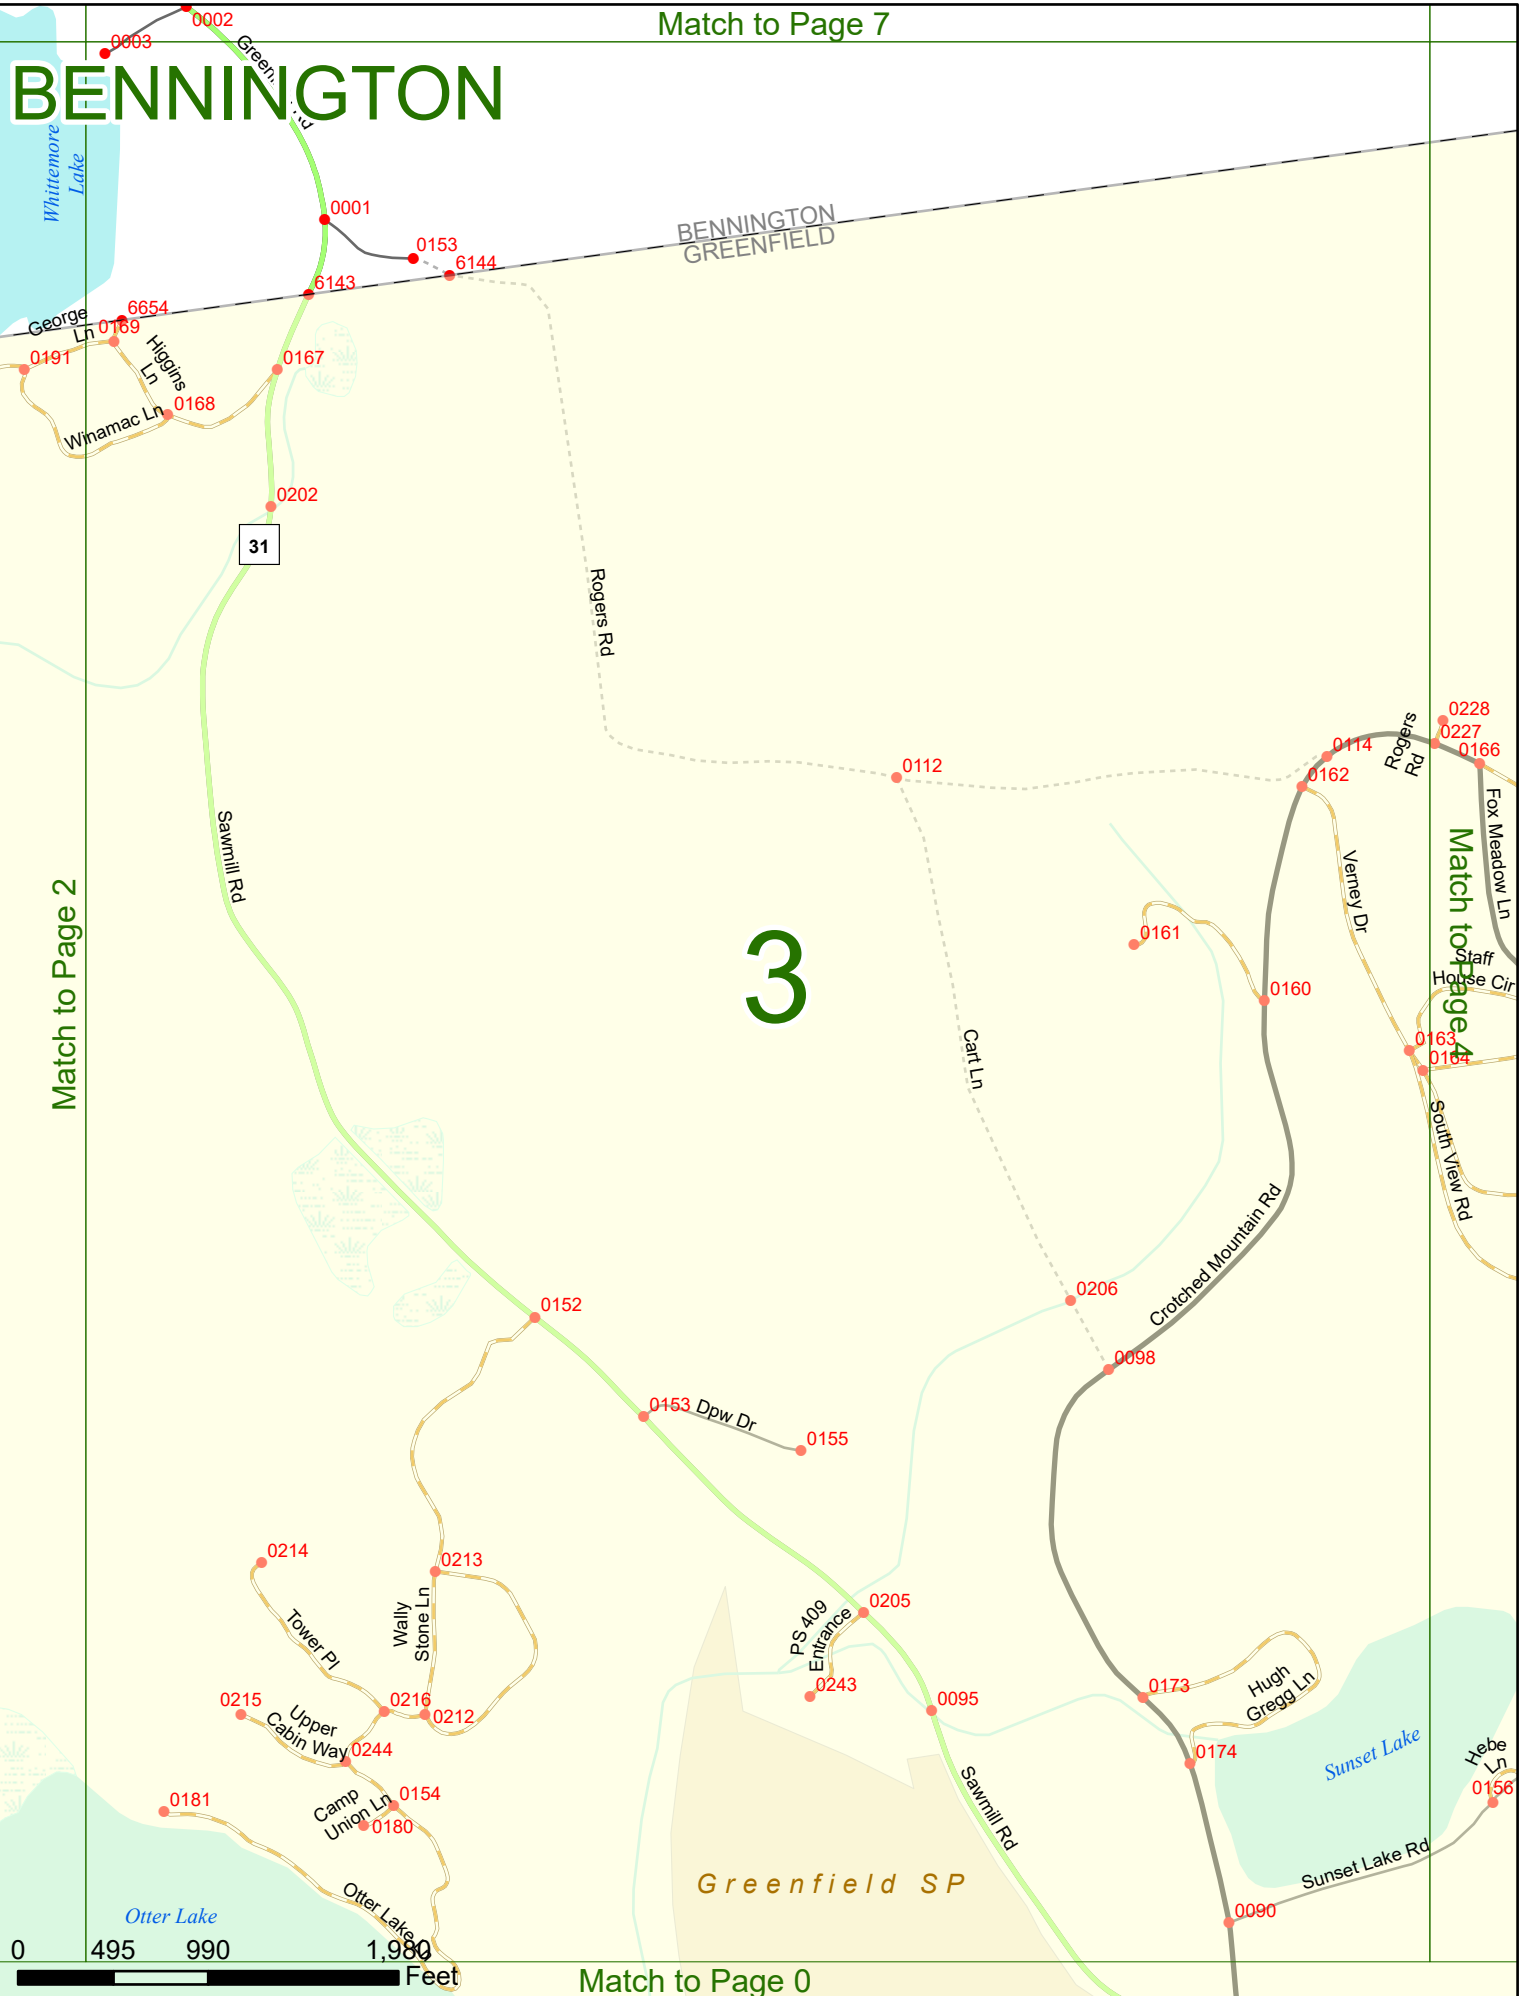 Match to Page 7
0002
0003
BENNINGTON
Whittemore
Lake
0001
0153
6144
BENNINGTON
GREENFIELD
6143
6654
George
Ln
0169
Higgins
Ln
0191
0167
0168
Winamac Ln
0202
31
Rogers Rd
0228
0227
Rogers
Rd
0114
0166
0112
0162
Fox Meadow Ln
Sawmill Rd
Match to Page 2
Match to Page 4
Verney Dr
3
0161
Staff
House Cir
0160
Cart Ln
0163
0164
South View Rd
Crotched Mountain Rd
0206
0152
0098
0153
Dpw Dr
0155
0214
0213
Wally
Stone Ln
Tower Pl
PS 409
Entrance
0205
0243
0095
0173
Hugh
Gregg Ln
0215
0216
0212
Upper
Cabin Way
0244
0174
Sunset Lake
Hebe
Ln
0156
0181
Camp
Union Ln
0154
0180
Sawmill Rd
Sunset Lake Rd
Greenfield SP
Otter Lake
Otter Lake
0090
0 495 990 1,980
Feet
Match to Page 0